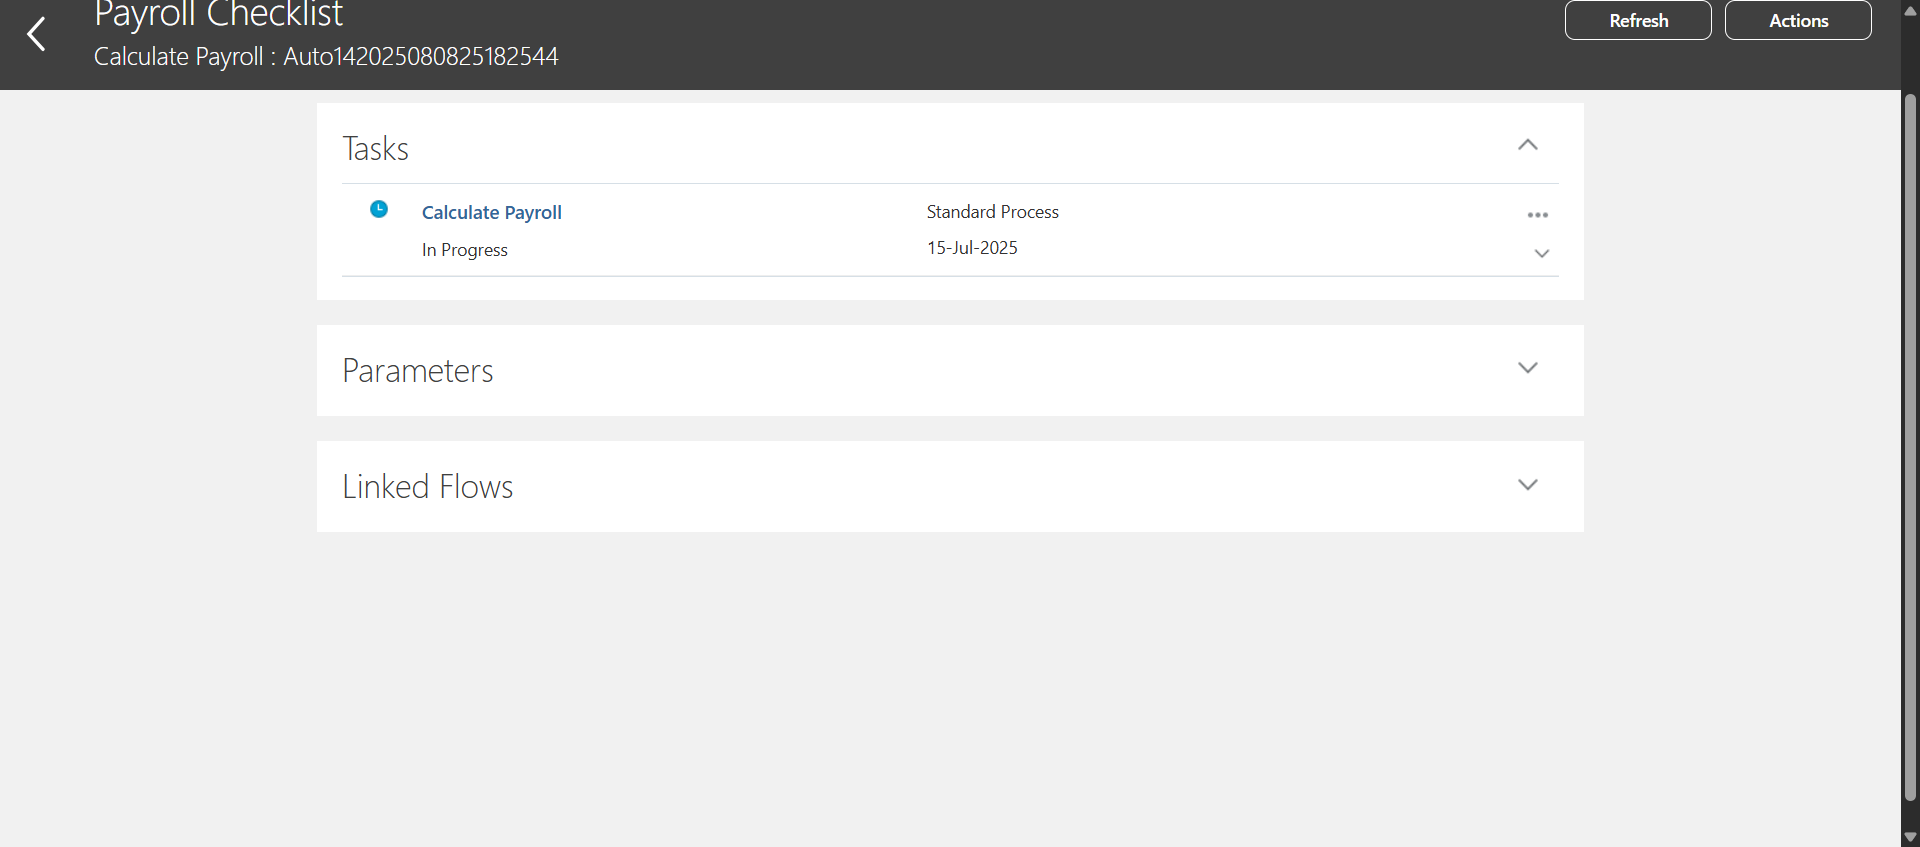 Payroll Checklist
Calculate Payroll : Auto142025080825182544
Refresh
Actions
Tasks
Calculate Payroll
Standard Process
In Progress
15-Jul-2025
Parameters
Linked Flows